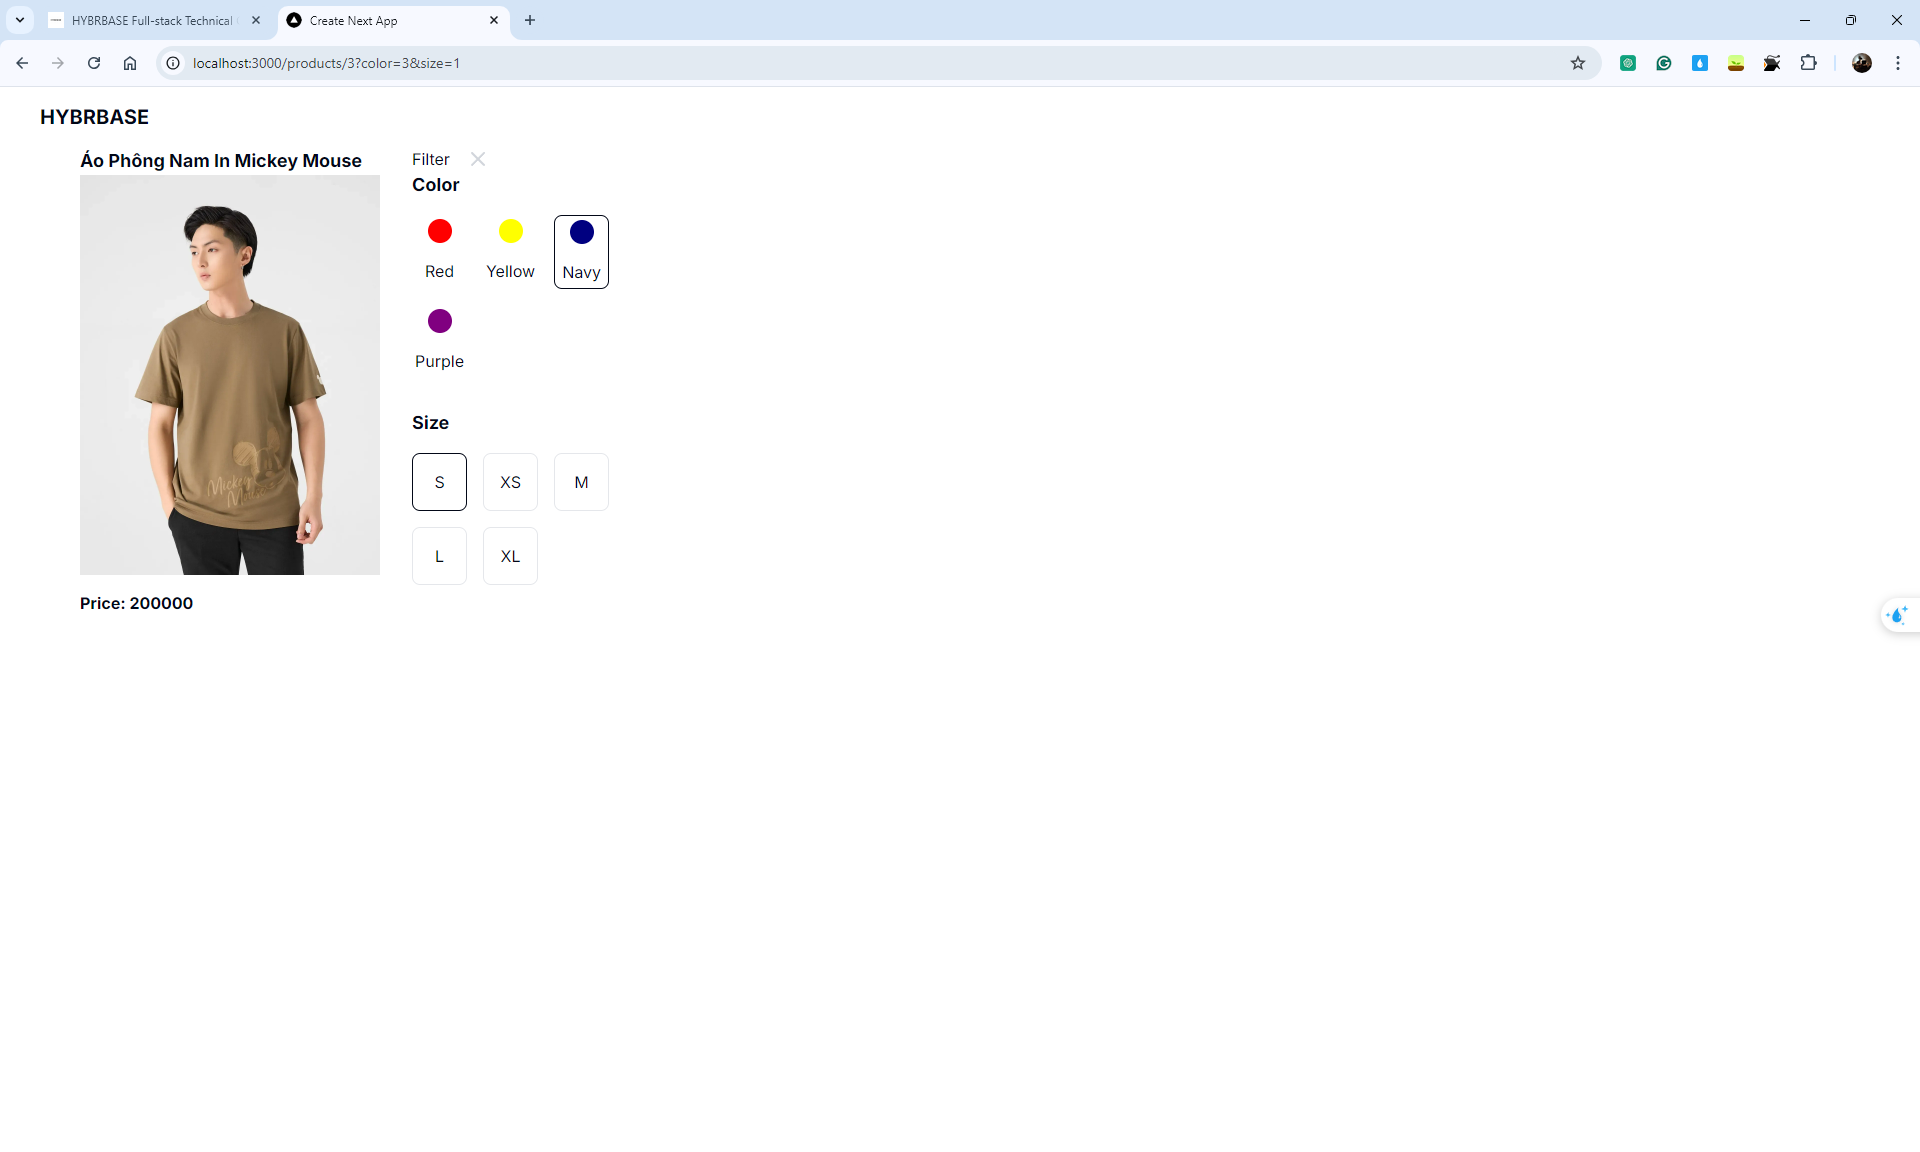 HYBRBASE Full-stack Technical
Create Next App
localhost:3000/products/3?color=3&size=1
HYBRBASE
Áo Phông Nam In Mickey Mouse
Filter
Color
Red
Yellow
Navy
Purple
Size
S
XS
M
L
XL
Mickey
Price: 200000